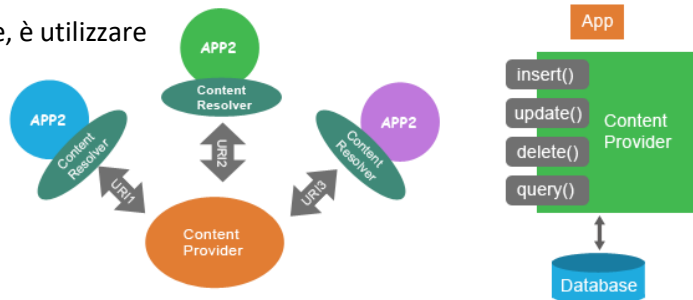 e, è utilizzare
APP2
Content
Resolver
APP2
Content
Resolver
APP2
Content
Resolver
URI1
URI2
URI3
Content
Provider
App
insert()
update()
delete()
query()
Content
Provider
Database